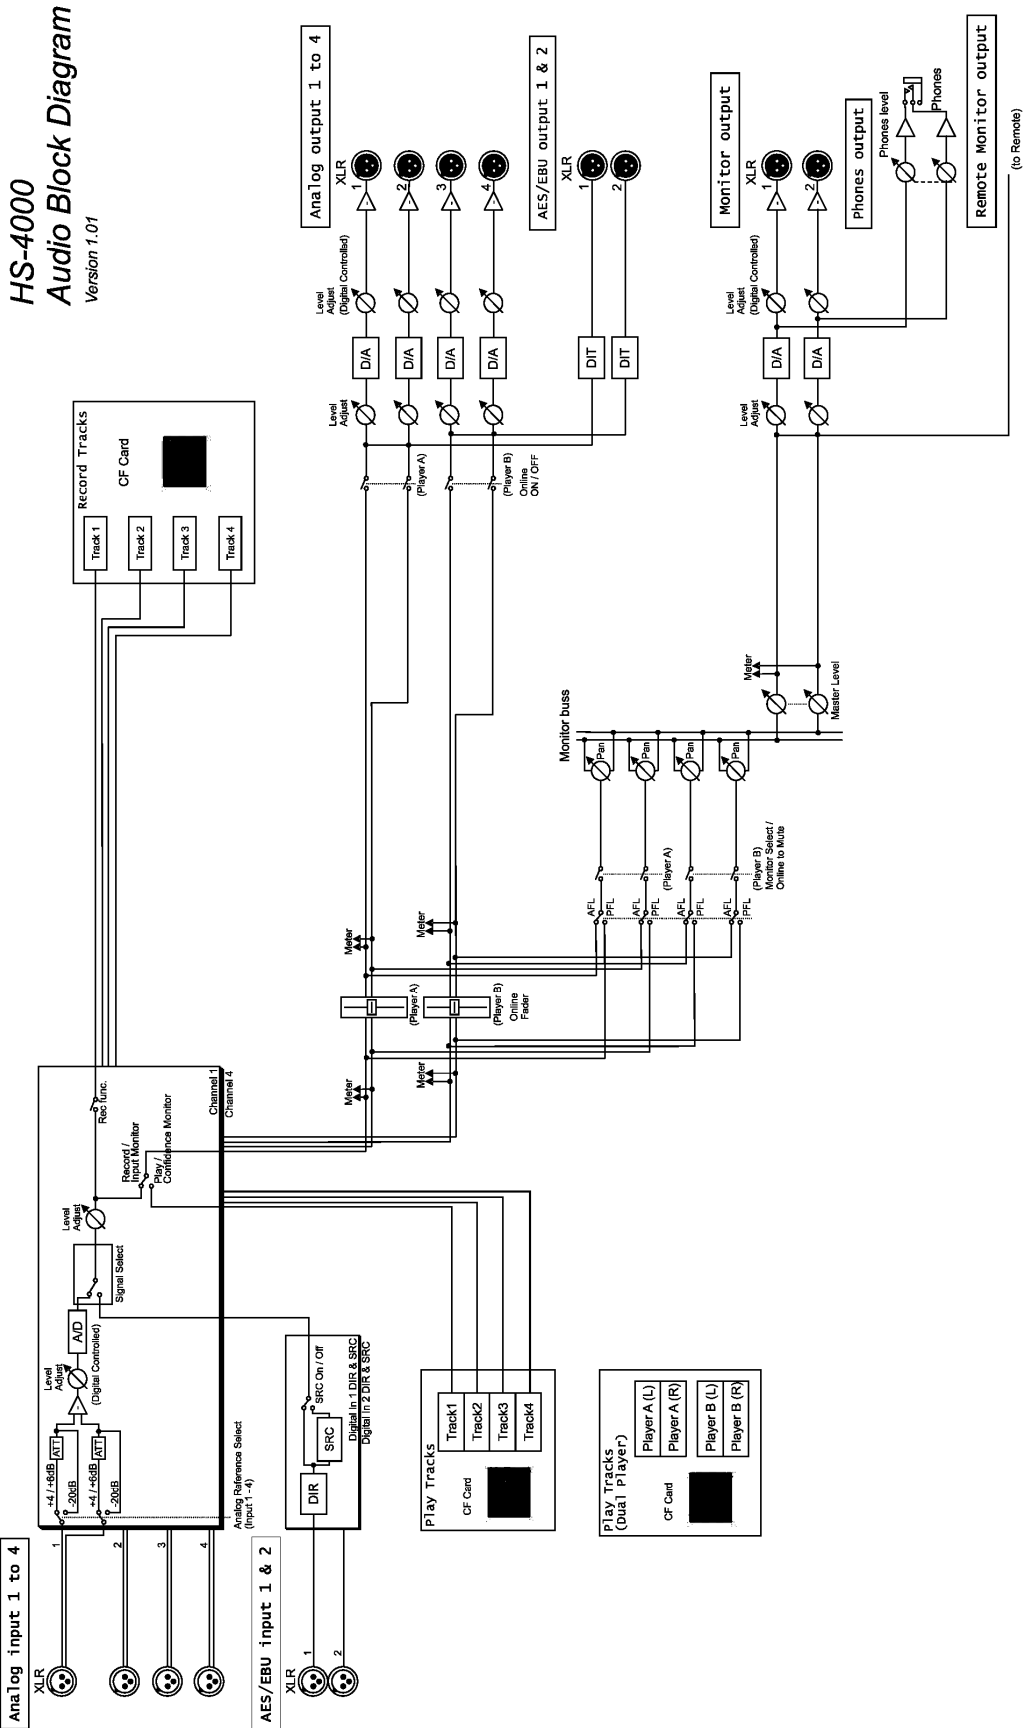 HS-4000
Audio Block Diagram
Version 1.01
Analog input 1 to 4
XLR
1
2
3
4
+4 / +6dB
-20dB
ATT
+4 / +6dB
-20dB
ATT
Analog Reference Select
(Input 1 - 4)
Level
Adjust
(Digital Controlled)
A/D
Signal Select
Level
Adjust
Rec func.
Record /
Input Monitor
Play /
Confidence Monitor
Channel 1
Channel 4
AES/EBU input 1 & 2
XLR
1
2
DIR
SRC
SRC On / Off
Digital In 1 DIR & SRC
Digital In 2 DIR & SRC
Play Tracks
CF Card
Track1
Track2
Track3
Track4
Play Tracks
(Dual Player)
CF Card
Player A (L)
Player A (R)
Player B (L)
Player B (R)
Record Tracks
CF Card
Track 1
Track 2
Track 3
Track 4
Meter
Meter
(Player A)
(Player B)
Online
Fader
Meter
Meter
AFL
PFL
AFL
PFL
AFL
PFL
AFL
PFL
(Player A)
(Player B)
Monitor Select /
Online to Mute
Monitor buss
Pan
Pan
Pan
Pan
Meter
Master Level
(Player A)
(Player B)
Online
ON / OFF
Level
Adjust
D/A
D/A
D/A
D/A
Level
Adjust
(Digital Controlled)
XLR
1
2
3
4
Analog output 1 to 4
DIT
DIT
XLR
1
2
AES/EBU output 1 & 2
Level
Adjust
D/A
D/A
Level
Adjust
(Digital Controlled)
XLR
1
2
Monitor output
Phones level
Phones
Phones output
Remote Monitor output
(to Remote)